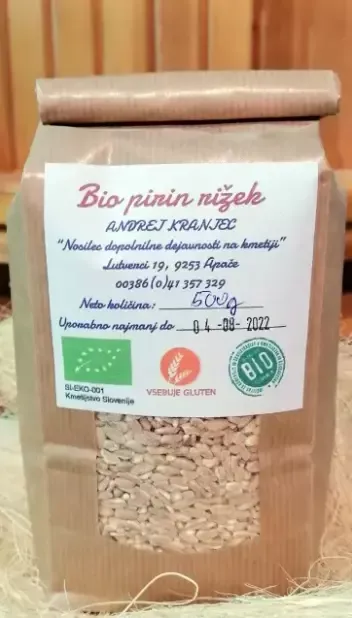 Bio pirin rižek
ANDREJ KRANJEC
"Nosilec dopolnilne dejavnosti na kmetiji"
Lutverci 19, 9253 Apače
00386(0)41 357 329
Neto količina: 500g
Uporabno najmanj do 04-08-2022
SI-EKO-001
Kmetijstvo Slovenije
VSEBUJE GLUTEN
BIO